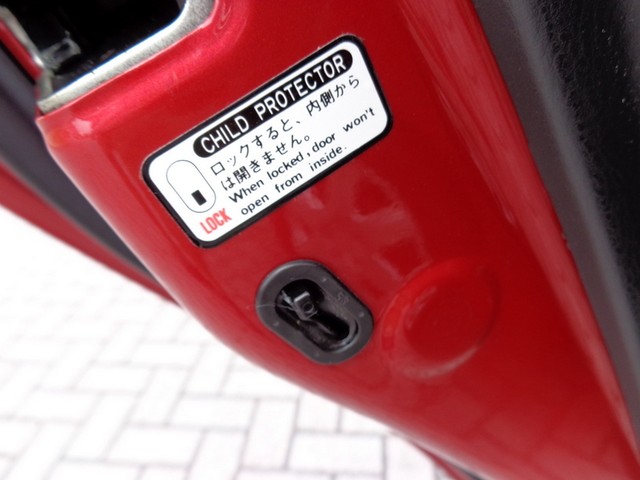 CHILD PROTECTOR
ロックすると、内側から
は開きません。
When locked, door won't
open from inside.
LOCK